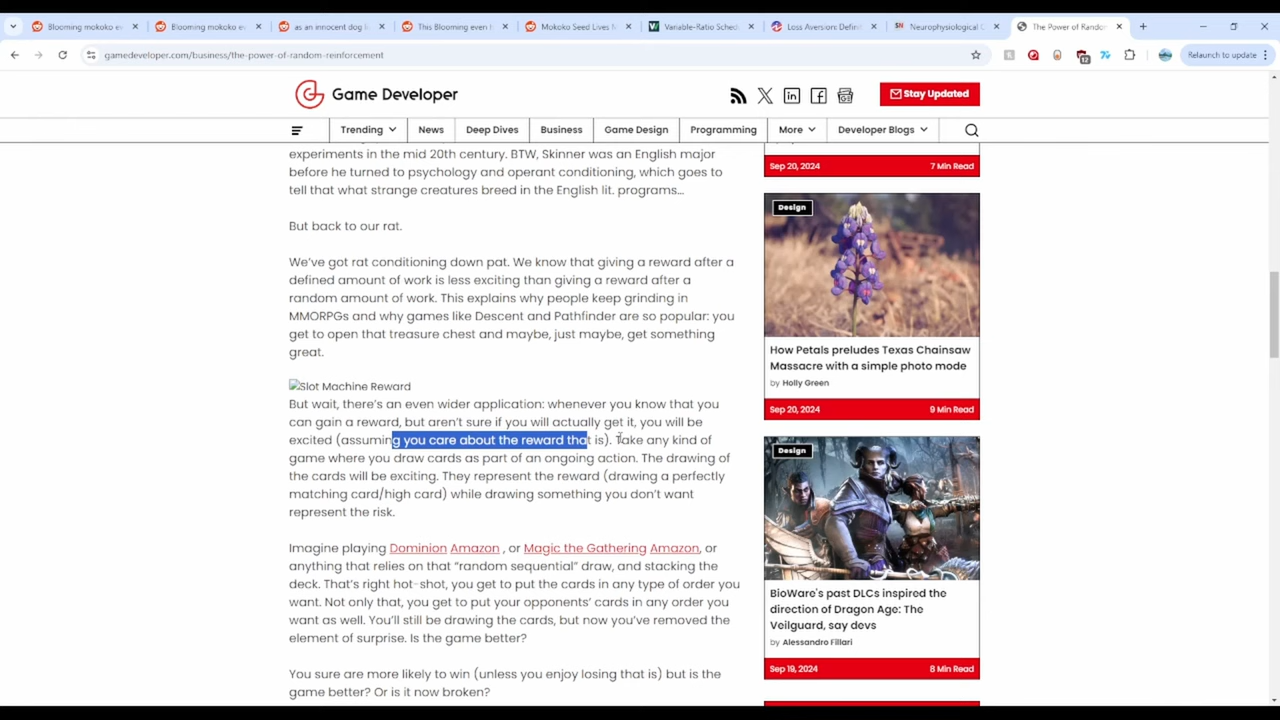 Blooming mokoko ev
Blooming mokoko ev
as an innocent dog l
This Blooming even t
Mokoko Seed Lives M
Variable-Ratio Sched
Loss Aversion: Defini
Neurophysiological C
The Power of Randor
gamedeveloper.com/business/the-power-of-random-reinforcement
12
Relaunch to update
Game Developer
Stay Updated
Trending
News
Deep Dives
Business
Game Design
Programming
More
Developer Blogs
experiments in the mid 20th century. BTW, Skinner was an English major
before he turned to psychology and operant conditioning, which goes to
tell that what strange creatures breed in the English lit. programs…
But back to our rat.
We’ve got rat conditioning down pat. We know that giving a reward after a
defined amount of work is less exciting than giving a reward after a
random amount of work. This explains why people keep grinding in
MMORPGs and why games like Descent and Pathfinder are so popular: you
get to open that treasure chest and maybe, just maybe, get something
great.
Slot Machine Reward
But wait, there’s an even wider application: whenever you know that you
can gain a reward, but aren’t sure if you will actually get it, you will be
excited (assuming you care about the reward that is). Take any kind of
game where you draw cards as part of an ongoing action. The drawing of
the cards will be exciting. They represent the reward (drawing a perfectly
matching card/high card) while drawing something you don’t want
represent the risk.
Imagine playing Dominion Amazon , or Magic the Gathering Amazon, or
anything that relies on that “random sequential” draw, and stacking the
deck. That’s right hot-shot, you get to put the cards in any type of order you
want. Not only that, you get to put your opponents’ cards in any order you
want as well. You’ll still be drawing the cards, but now you’ve removed the
element of surprise. Is the game better?
You sure are more likely to win (unless you enjoy losing that is) but is the
game better? Or is it now broken?
Sep 20, 2024
7 Min Read
Design
How Petals preludes Texas Chainsaw
Massacre with a simple photo mode
by Holly Green
Sep 20, 2024
9 Min Read
Design
BioWare's past DLCs inspired the
direction of Dragon Age: The
Veilguard, say devs
by Alessandro Fillari
Sep 19, 2024
8 Min Read